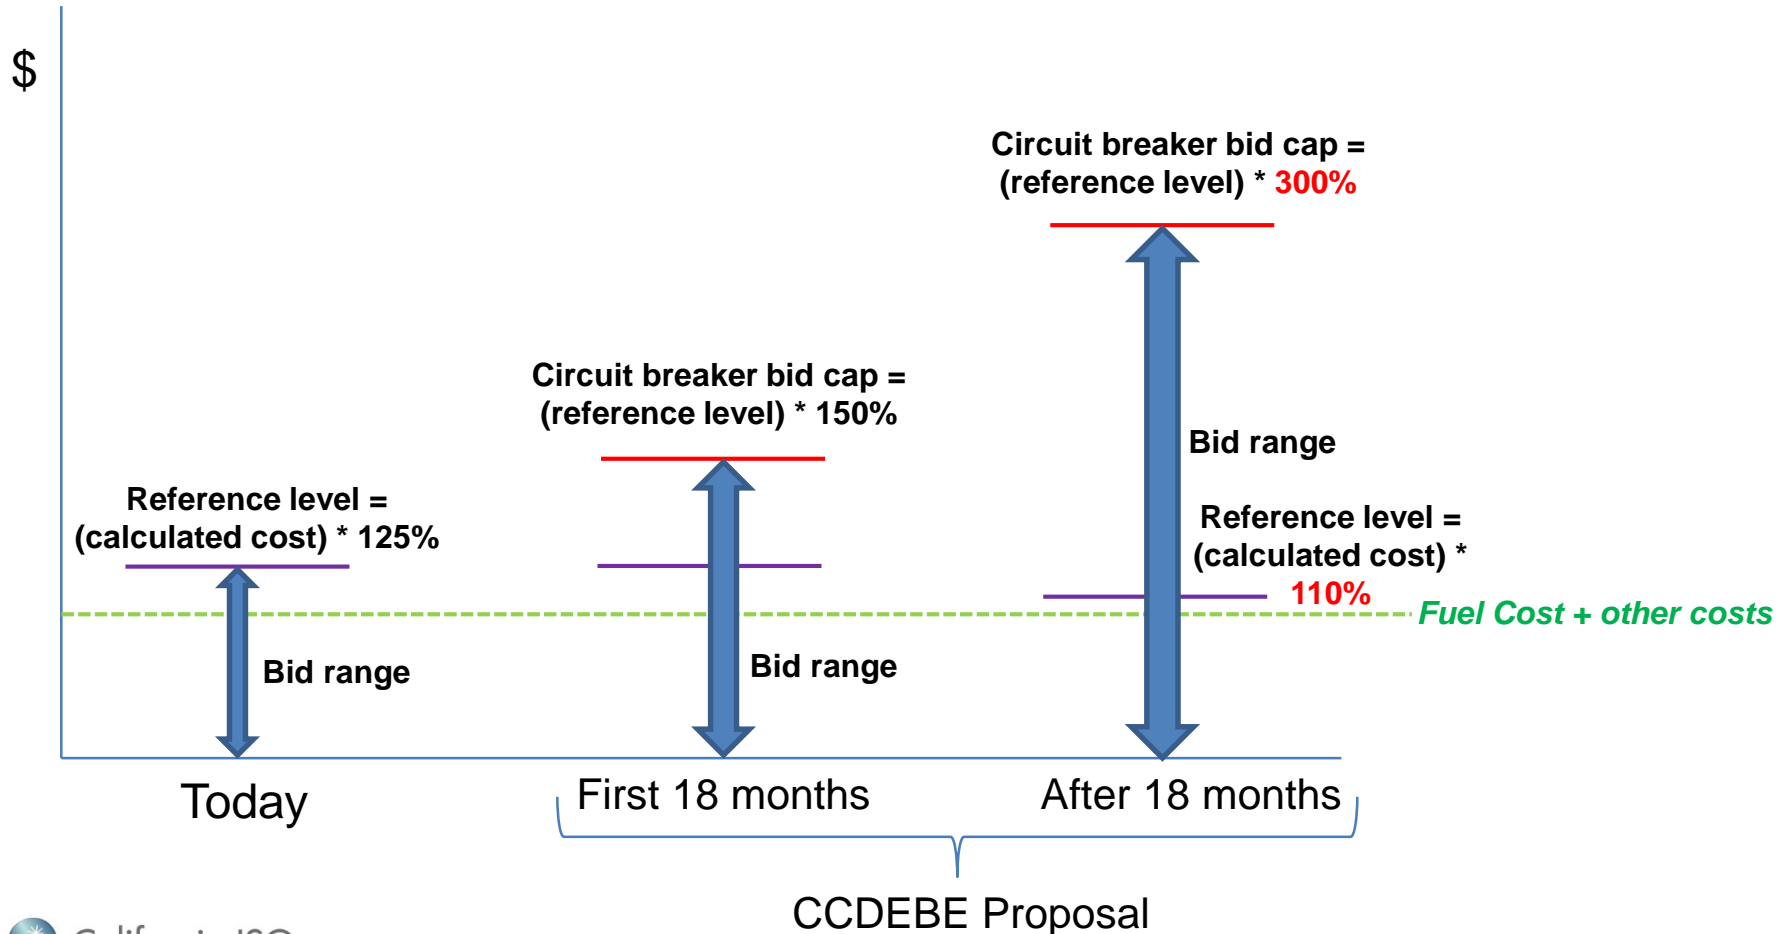 $
Circuit breaker bid cap =
(reference level) * 300%
Circuit breaker bid cap =
(reference level) * 150%
Bid range
Reference level =
(calculated cost) * 125%
Reference level =
(calculated cost) *
110%
Fuel Cost + other costs
Bid range
Bid range
Today
First 18 months
After 18 months
CCDEBE Proposal
California ISO